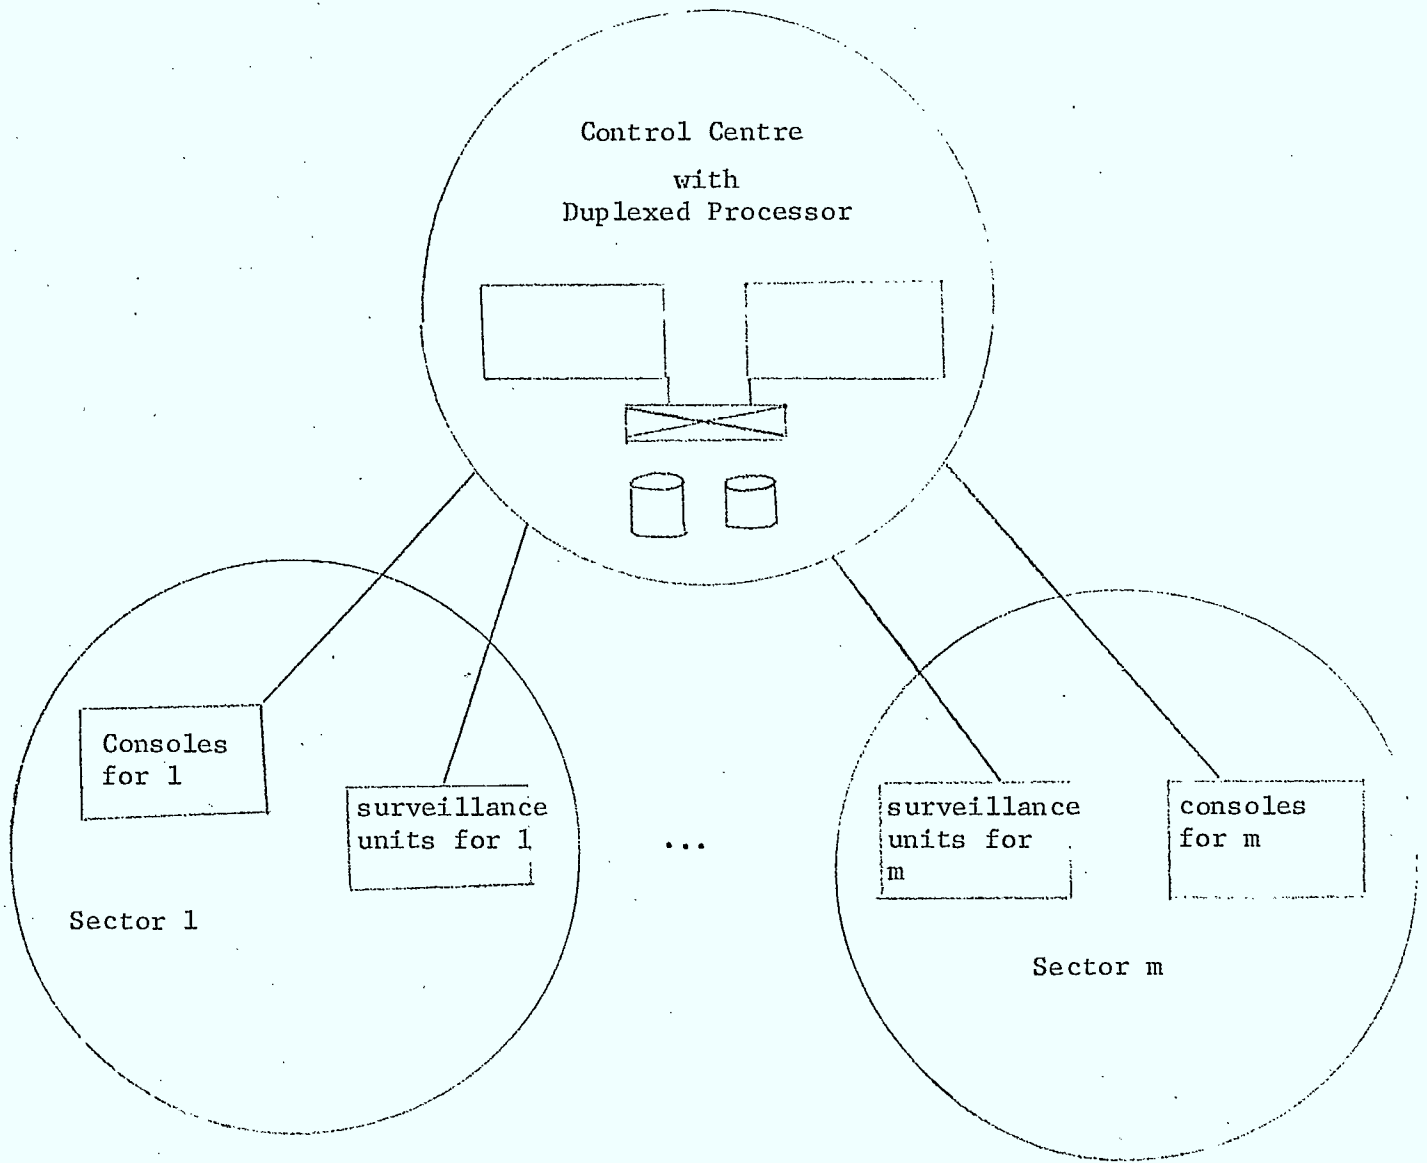 Control Centre
with
Duplexed Processor
Consoles
for 1
surveillance
units for 1
Sector 1
...
surveillance
units for
m
consoles
for m
Sector m